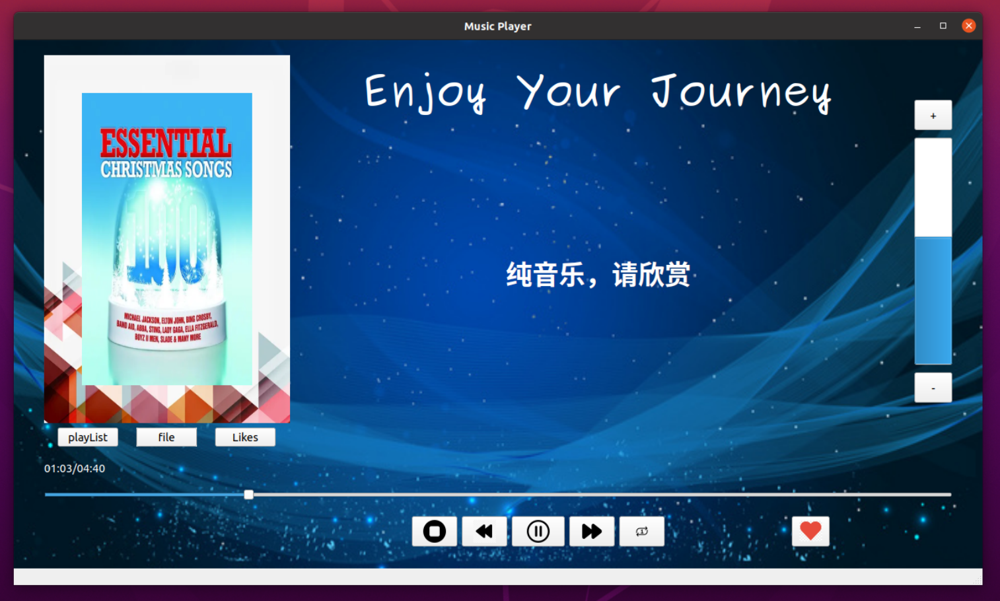 Music Player
Enjoy Your Journey
+
ESSENTIAL
CHRISTMAS SONGS
100
MICHAEL JACKSON, ELTON JOHN, BING CROSBY,
BAND AID, ABBA, STING, LADY GAGA, ELLA FITZGERALD,
BOYZ II MEN, SLADE & MANY MORE
纯音乐，请欣赏
-
playList
file
Likes
01:03/04:40
1